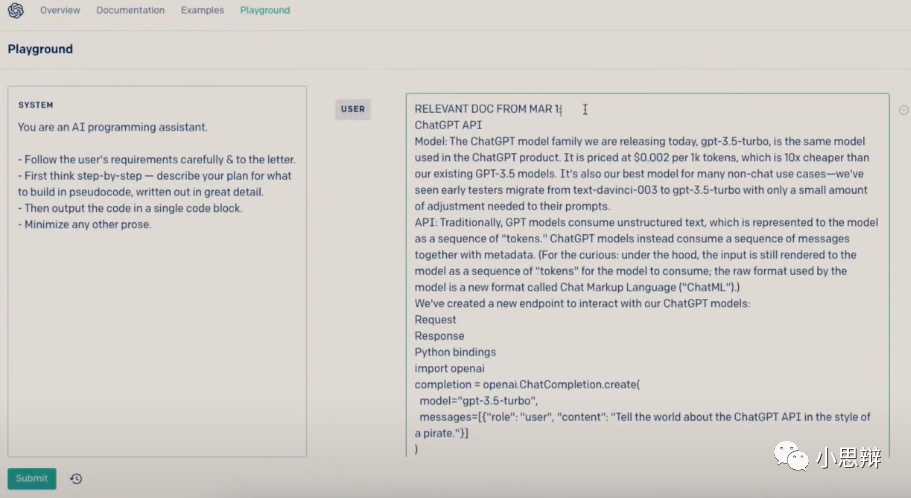 Overview Documentation Examples Playground
Playground
SYSTEM
You are an AI programming assistant.
- Follow the user's requirements carefully & to the letter.
- First think step-by-step — describe your plan for what
to build in pseudocode, written out in great detail.
- Then output the code in a single code block.
- Minimize any other prose.
USER
RELEVANT DOC FROM MAR 1:
ChatGPT API
Model: The ChatGPT model family we are releasing today, gpt-3.5-turbo, is the same model
used in the ChatGPT product. It is priced at $0.002 per 1k tokens, which is 10x cheaper than
our existing GPT-3.5 models. It's also our best model for many non-chat use cases—we've
seen early testers migrate from text-davinci-003 to gpt-3.5-turbo with only a small amount
of adjustment needed to their prompts.
API: Traditionally, GPT models consume unstructured text, which is represented to the model
as a sequence of "tokens." ChatGPT models instead consume a sequence of messages
together with metadata. (For the curious: under the hood, the input is still rendered to the
model as a sequence of "tokens" for the model to consume; the raw format used by the
model is a new format called Chat Markup Language ("ChatML").)
We've created a new endpoint to interact with our ChatGPT models:
Request
Response
Python bindings
import openai
completion = openai.ChatCompletion.create(
model="gpt-3.5-turbo",
messages=[{"role": "user", "content": "Tell the world about the ChatGPT API in the style of
a pirate."}]
)
Submit
小思辩